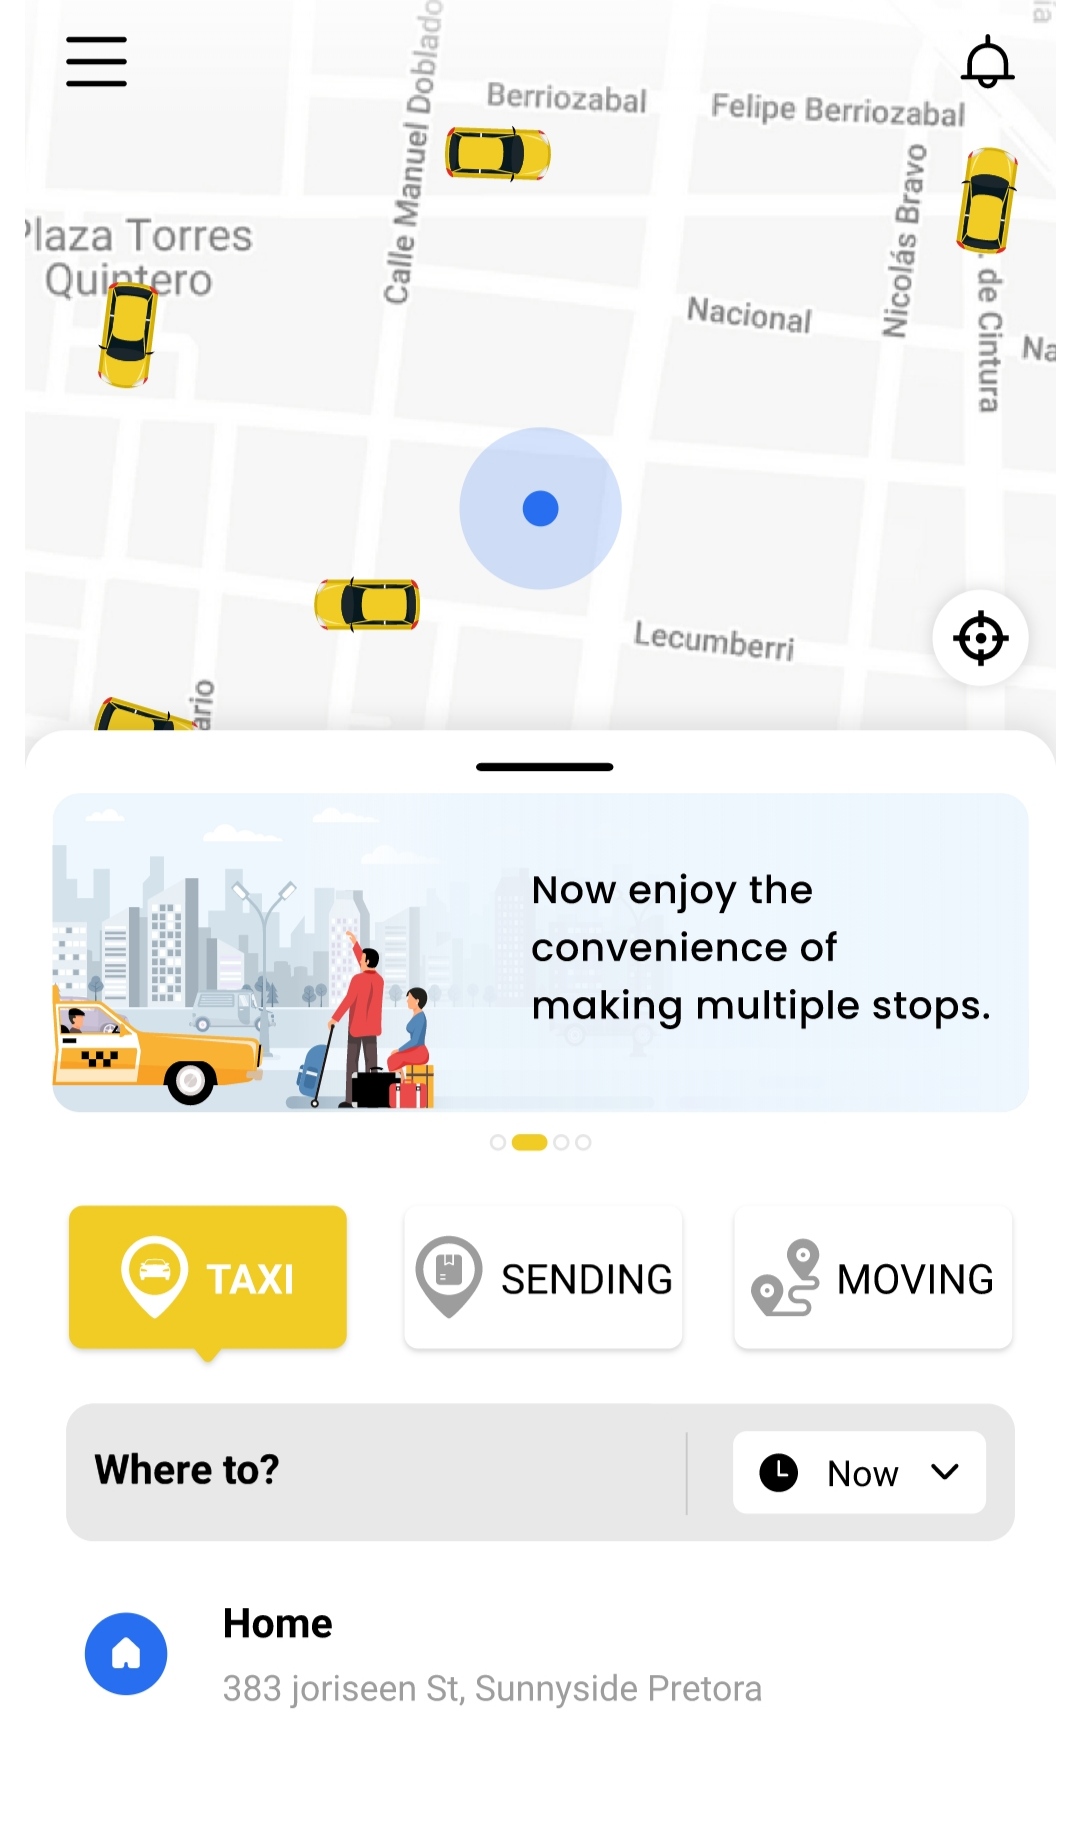 Calle Manuel Doblado
Berriozabal
Felipe Berriozabal
Nicolás Bravo
Plaza Torres
Quintero
Nacional
. de Cintura
Na
Lecumberri
ario
Now enjoy the
convenience of
making multiple stops.
TAXI
SENDING
MOVING
Where to?
Now
Home
383 joriseen St, Sunnyside Pretora